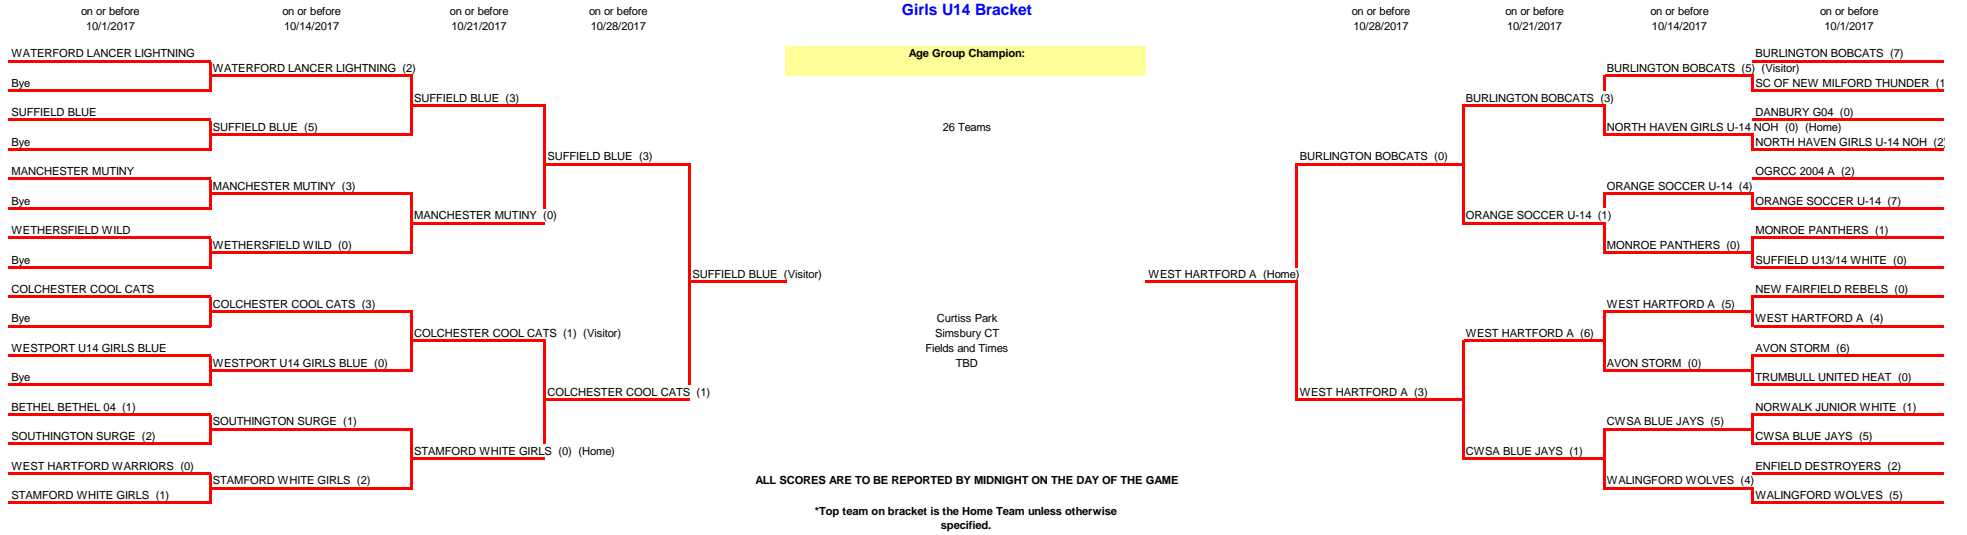 Girls U14 Bracket
on or before
10/1/2017
on or before
10/14/2017
on or before
10/21/2017
on or before
10/28/2017
on or before
10/28/2017
on or before
10/21/2017
on or before
10/14/2017
on or before
10/1/2017
WATERFORD LANCER LIGHTNING
Bye
SUFFIELD BLUE
Bye
MANCHESTER MUTINY
Bye
WETHERSFIELD WILD
Bye
COLCHESTER COOL CATS
Bye
WESTPORT U14 GIRLS BLUE
Bye
BETHEL BETHEL 04 (1)
SOUTHINGTON SURGE (2)
WEST HARTFORD WARRIORS (0)
STAMFORD WHITE GIRLS (1)
WATERFORD LANCER LIGHTNING (2)
SUFFIELD BLUE (5)
MANCHESTER MUTINY (3)
WETHERSFIELD WILD (0)
COLCHESTER COOL CATS (3)
WESTPORT U14 GIRLS BLUE (0)
SOUTHINGTON SURGE (1)
STAMFORD WHITE GIRLS (2)
SUFFIELD BLUE (3)
MANCHESTER MUTINY (0)
COLCHESTER COOL CATS (1) (Visitor)
STAMFORD WHITE GIRLS (0) (Home)
SUFFIELD BLUE (3)
COLCHESTER COOL CATS (1)
SUFFIELD BLUE (Visitor)
Age Group Champion:
26 Teams
Curtiss Park
Simsbury CT
Fields and Times
TBD
ALL SCORES ARE TO BE REPORTED BY MIDNIGHT ON THE DAY OF THE GAME
*Top team on bracket is the Home Team unless otherwise
specified.
WEST HARTFORD A (Home)
BURLINGTON BOBCATS (0)
WEST HARTFORD A (3)
BURLINGTON BOBCATS (3)
ORANGE SOCCER U-14 (1)
WEST HARTFORD A (6)
CWSA BLUE JAYS (1)
BURLINGTON BOBCATS (5) (Visitor)
NORTH HAVEN GIRLS U-14 NOH (0) (Home)
ORANGE SOCCER U-14 (4)
MONROE PANTHERS (0)
WEST HARTFORD A (5)
AVON STORM (0)
CWSA BLUE JAYS (5)
WALINGFORD WOLVES (4)
BURLINGTON BOBCATS (7)
SC OF NEW MILFORD THUNDER (1
DANBURY G04 (0)
NORTH HAVEN GIRLS U-14 NOH (2)
OGRCC 2004 A (2)
ORANGE SOCCER U-14 (7)
MONROE PANTHERS (1)
SUFFIELD U13/14 WHITE (0)
NEW FAIRFIELD REBELS (0)
WEST HARTFORD A (4)
AVON STORM (6)
TRUMBULL UNITED HEAT (0)
NORWALK JUNIOR WHITE (1)
CWSA BLUE JAYS (5)
ENFIELD DESTROYERS (2)
WALINGFORD WOLVES (5)